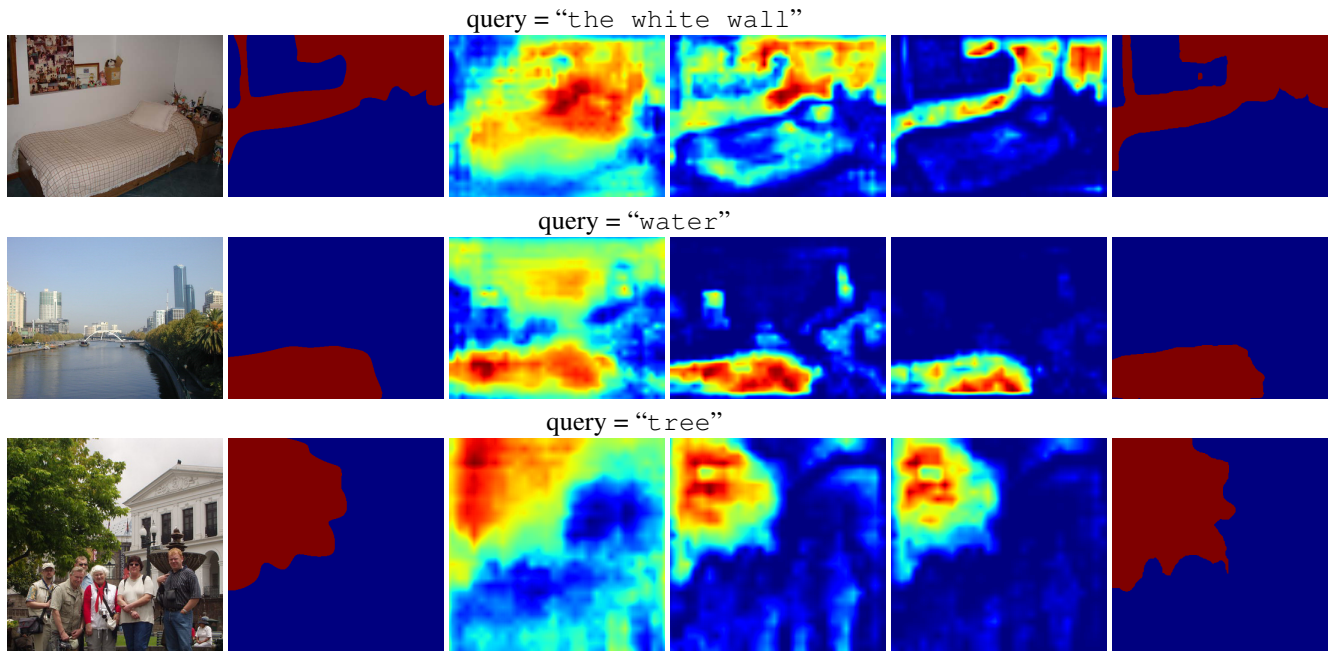 query = “the white wall”
query = “water”
query = “tree”